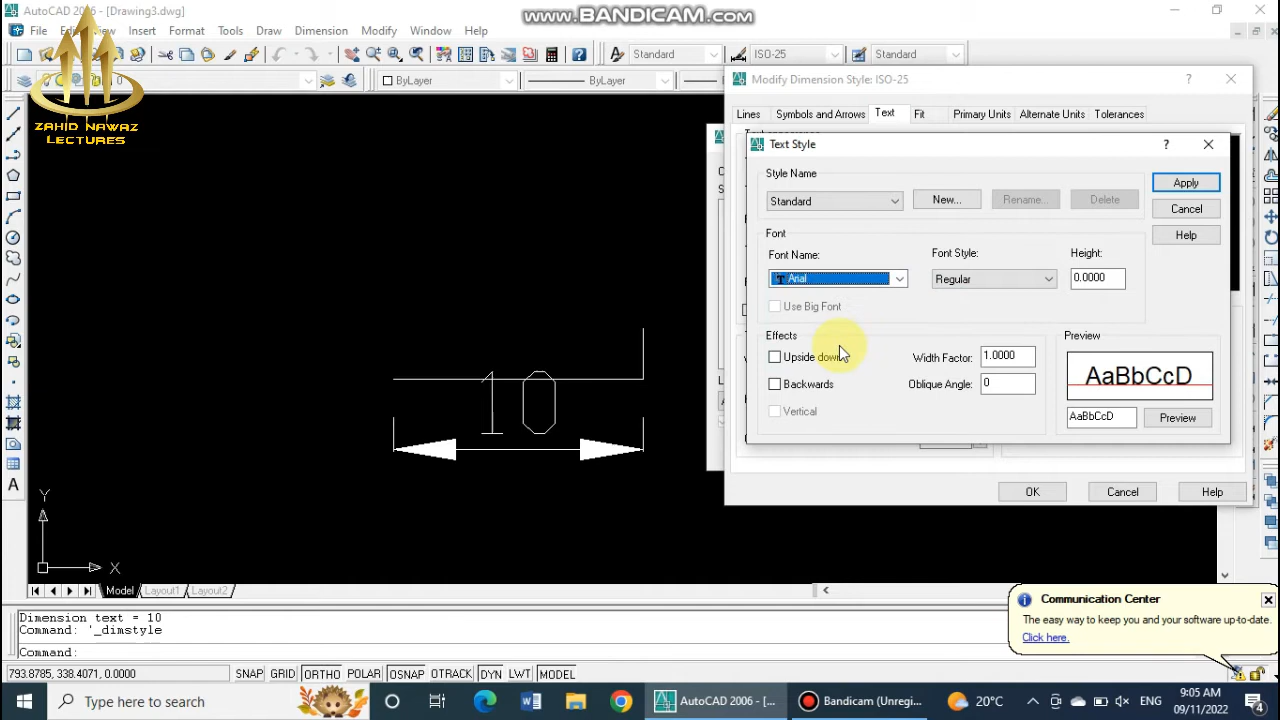 AutoCAD 2006 - [Drawing3.dwg]
www.BANDICAM.com
File
Insert Format Tools Draw Dimension Modify Window Help
Standard ISO-25 Standard
0 ByLayer ByLayer
ZAHID NAWAZ
LECTURES
Modify Dimension Style: ISO-25
Lines Symbols and Arrows Text Fit Primary Units Alternate Units Tolerances
Text Style
Style Name
Standard New... Rename... Delete Apply
Cancel
Help
Font
Font Name: Font Style: Height:
Arial Regular 0.0000
Use Big Font
Effects Preview
Upside down Width Factor: 1.0000
Backwards Oblique Angle: 0
Vertical
AaBbCcD
AaBbCcD Preview
OK Cancel Help
10
Y
X
Model Layout1 Layout2
Dimension text = 10
Command: '_dimstyle
Command:
Communication Center
The easy way to keep you and your software up-to-date.
Click here.
793.8785, 338.4071, 0.0000 SNAP GRID ORTHO POLAR OSNAP OTRACK DYN LWT MODEL
Type here to search
AutoCAD 2006 - [...
Bandicam (Unregi...
20°C
ENG
9:05 AM
09/11/2022
4